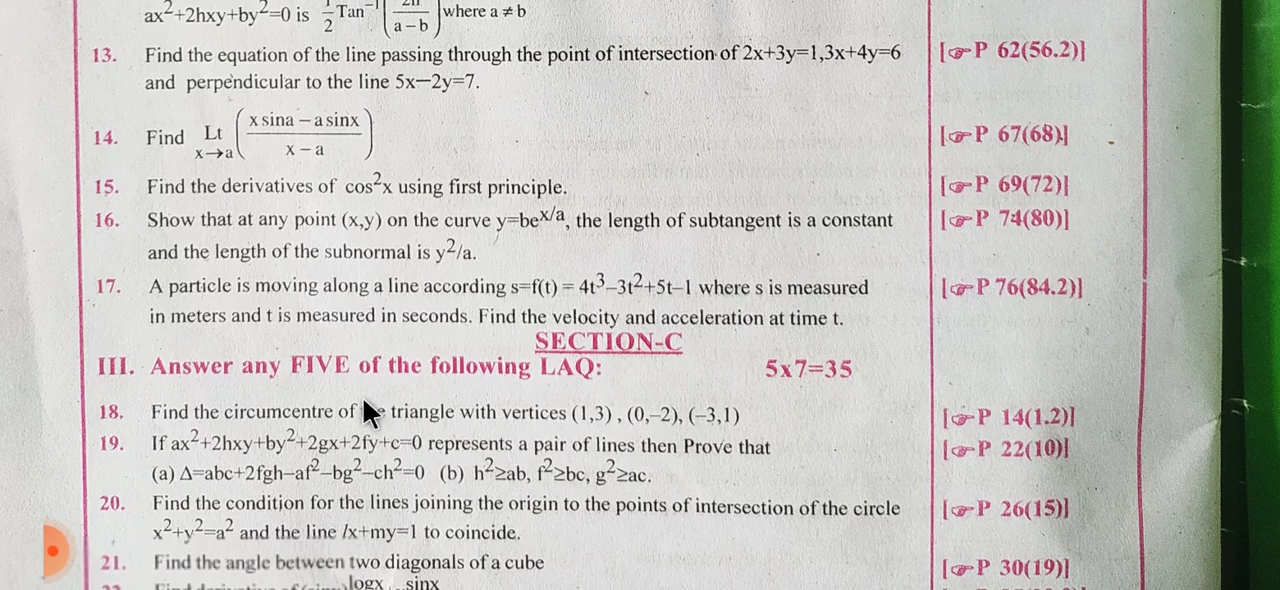 ax²+2hxy+by²=0 is 1/2 Tan⁻¹ [2h/(a–b)] where a ≠ b
13. Find the equation of the line passing through the point of intersection of 2x+3y=1,3x+4y=6 [☞P 62(56.2)]
and perpendicular to the line 5x–2y=7.
14. Find Lt x→a ((x sina – a sinx)/(x – a)) [☞P 67(68)]
15. Find the derivatives of cos²x using first principle. [☞P 69(72)]
16. Show that at any point (x,y) on the curve y=beˣ/ᵃ, the length of subtangent is a constant [☞P 74(80)]
and the length of the subnormal is y²/a.
17. A particle is moving along a line according s=f(t) = 4t³–3t²+5t–1 where s is measured [☞P 76(84.2)]
in meters and t is measured in seconds. Find the velocity and acceleration at time t.
SECTION-C
III. Answer any FIVE of the following LAQ: 5x7=35
18. Find the circumcentre of triangle with vertices (1,3) , (0,–2), (–3,1) [☞P 14(1.2)]
19. If ax²+2hxy+by²+2gx+2fy+c=0 represents a pair of lines then Prove that [☞P 22(10)]
(a) Δ=abc+2fgh–af²–bg²–ch²=0 (b) h²≥ab, f²≥bc, g²≥ac.
20. Find the condition for the lines joining the origin to the points of intersection of the circle [☞P 26(15)]
x²+y²=a² and the line lx+my=1 to coincide.
21. Find the angle between two diagonals of a cube [☞P 30(19)]
logx sinx